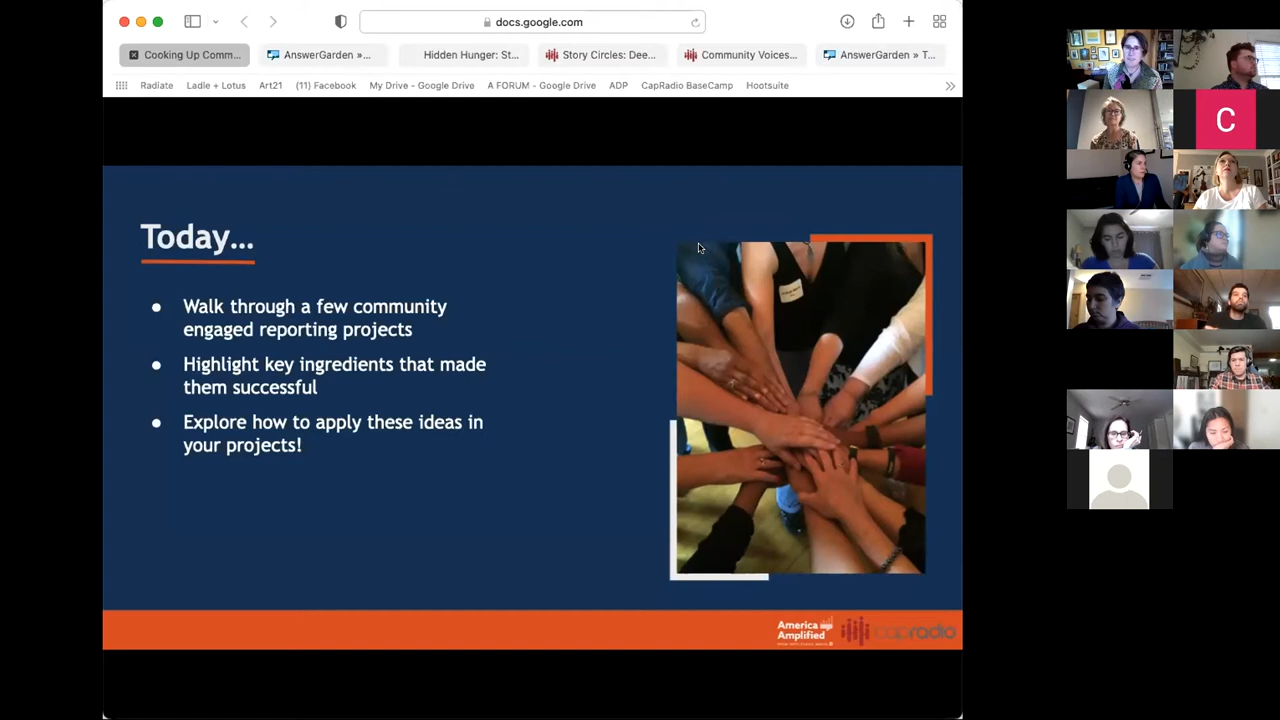 docs.google.com
Cooking Up Comm...
AnswerGarden »...
Hidden Hunger: St...
Story Circles: Dee...
Community Voices...
AnswerGarden » T...
Radiate
Ladle + Lotus
Art21
(11) Facebook
My Drive - Google Drive
A FORUM - Google Drive
ADP
CapRadio BaseCamp
Hootsuite
Today...
● Walk through a few community
engaged reporting projects
● Highlight key ingredients that made
them successful
● Explore how to apply these ideas in
your projects!
America
Amplified
capradio
C